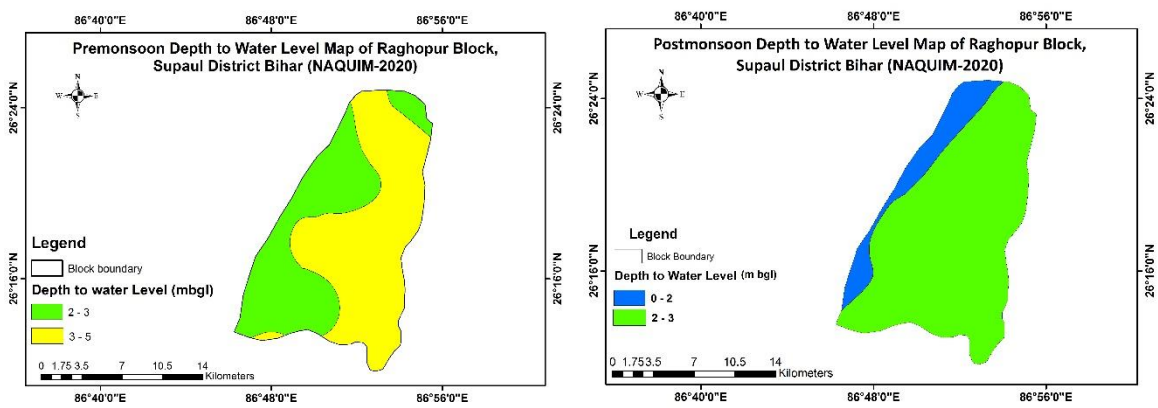 86°40'0"E 86°48'0"E 86°56'0"E
Premonsoon Depth to Water Level Map of Raghopur Block,
Supaul District Bihar (NAQUIM-2020)
N
W E
S
26°24'0"N 26°24'0"N
26°16'0"N 26°16'0"N
Legend
Block boundary
Depth to water Level (mbgl)
2 - 3
3 - 5
0 1.75 3.5 7 10.5 14
Kilometers
86°40'0"E 86°48'0"E 86°56'0"E
86°40'0"E 86°48'0"E 86°56'0"E
Postmonsoon Depth to Water Level Map of Raghopur Block,
Supaul District Bihar (NAQUIM-2020)
N
W E
S
26°24'0"N 26°24'0"N
26°16'0"N 26°16'0"N
Legend
Block boundary
Depth to Water Level (m bgl)
0 - 2
2 - 3
0 1.75 3.5 7 10.5 14
Kilometers
86°40'0"E 86°48'0"E 86°56'0"E